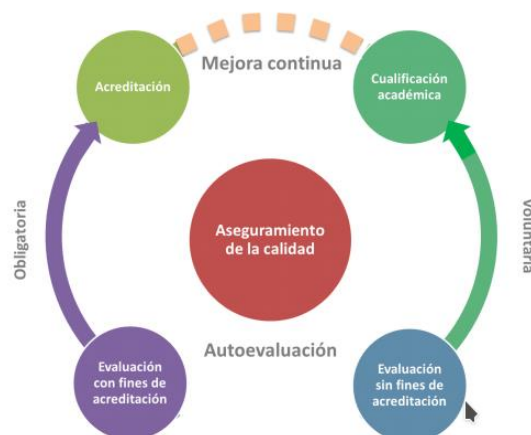 Mejora continua
Acreditación
Cualificación
académica
Obligatoria
Aseguramiento
de la calidad
Voluntaria
Autoevaluación
Evaluación
con fines de
acreditación
Evaluación
sin fines de
acreditación